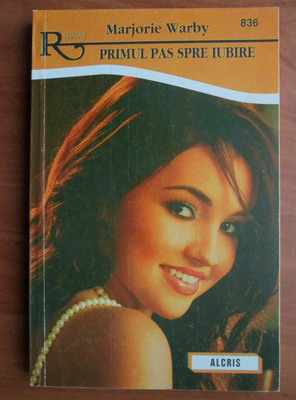 Marjorie Warby
836
PRIMUL PAS SPRE IUBIRE
ALCRIS